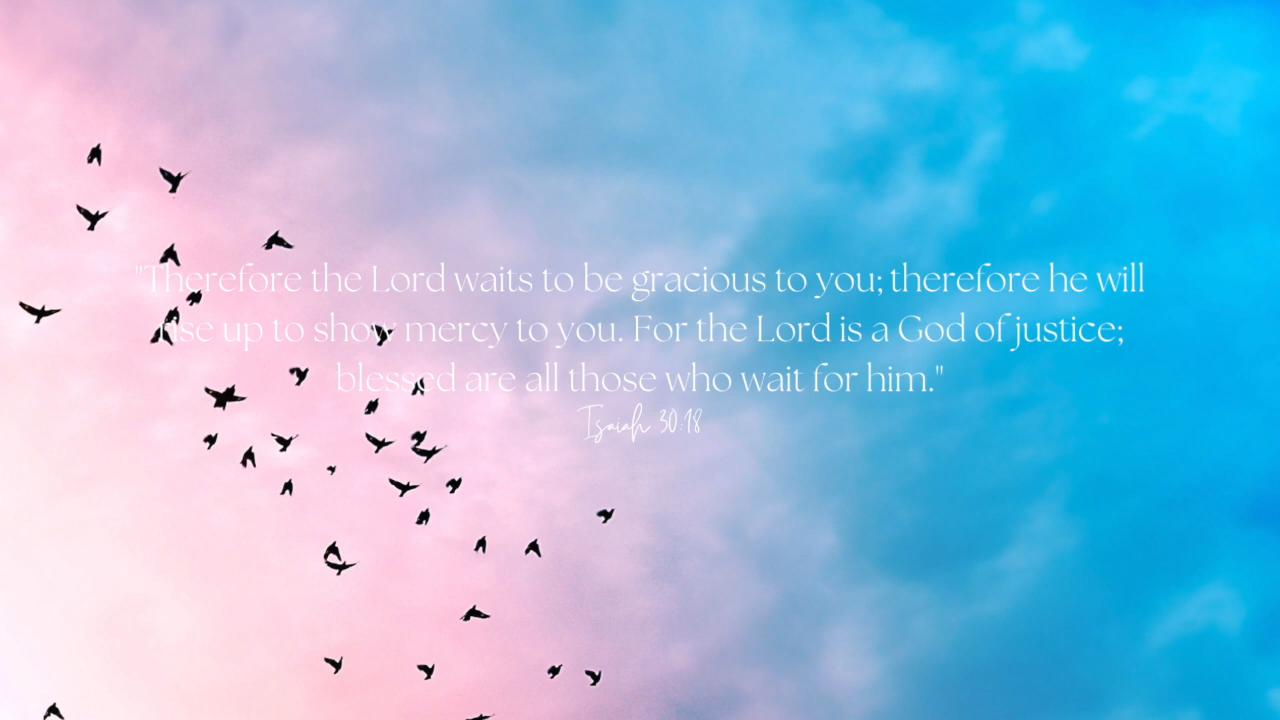 "Therefore the Lord waits to be gracious to you; therefore he will
rise up to show mercy to you. For the Lord is a God of justice;
blessed are all those who wait for him."
Isaiah 30:18